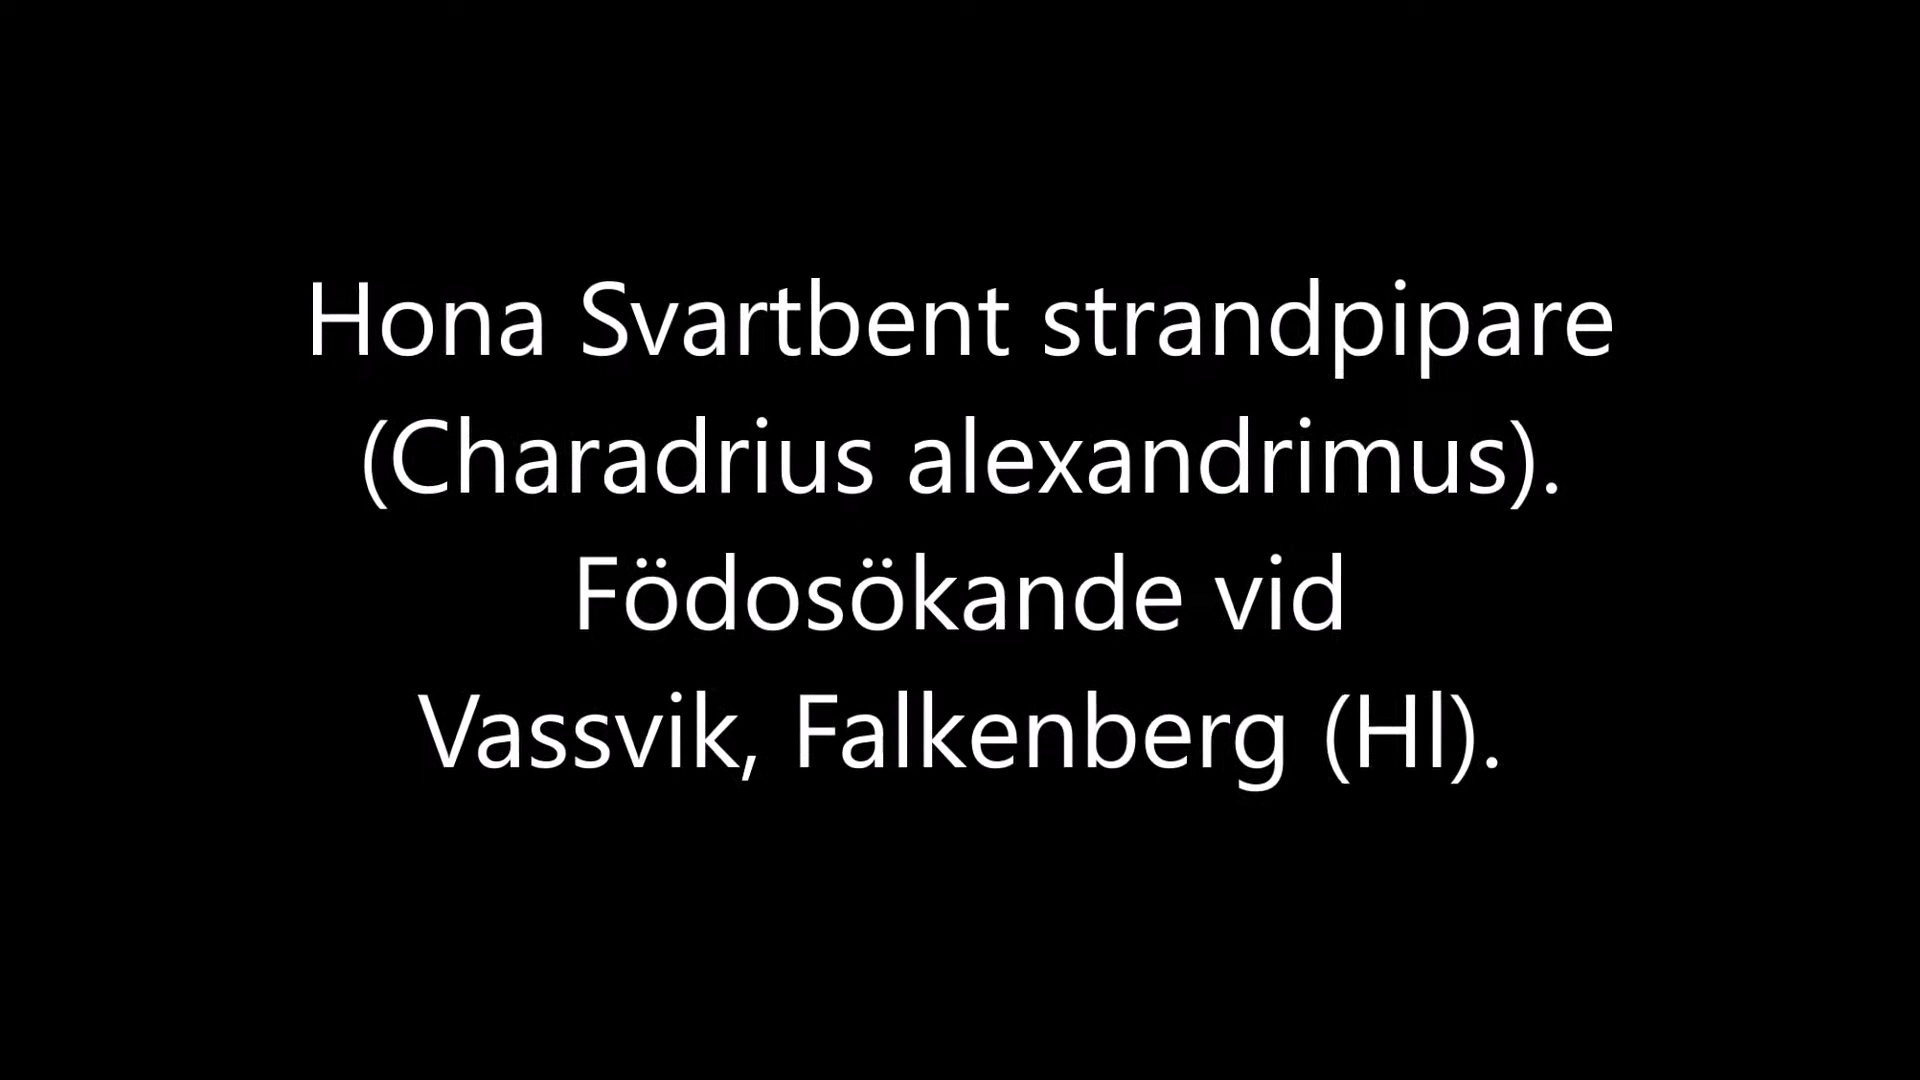 Hona Svartbent strandpipare
(Charadrius alexandrimus).
Födosökande vid
Vassvik, Falkenberg (Hl).